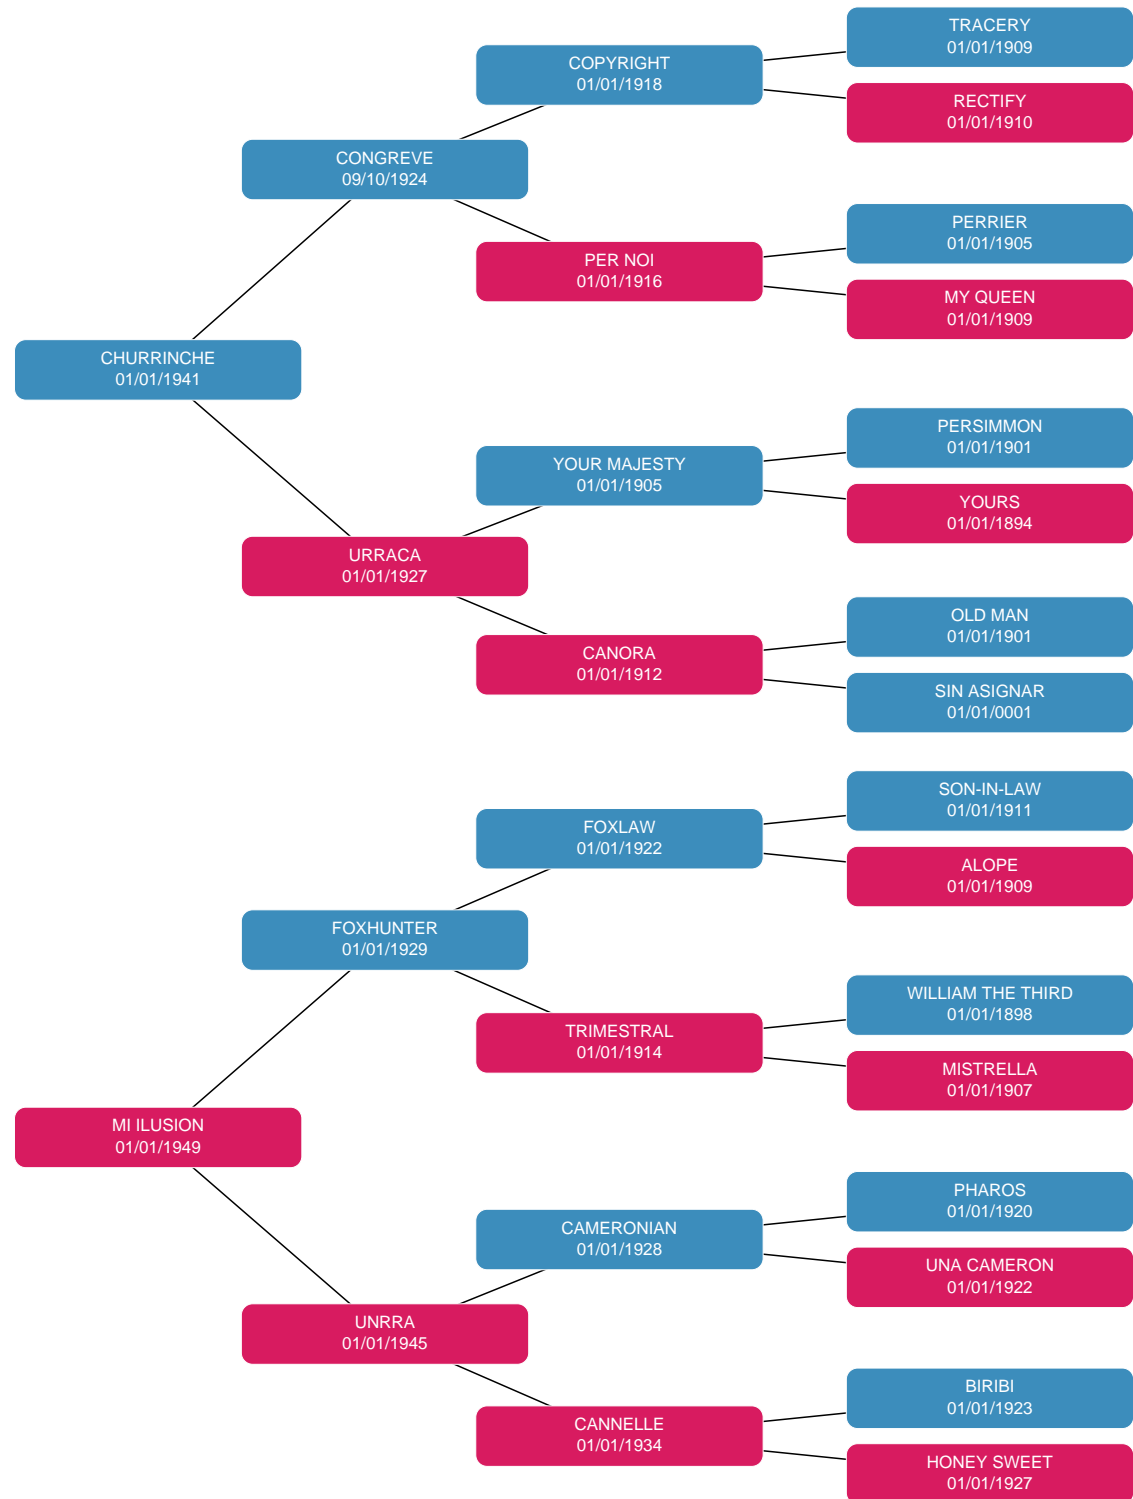 TRACERY
01/01/1909
COPYRIGHT
01/01/1918
RECTIFY
01/01/1910
CONGREVE
09/10/1924
PERRIER
01/01/1905
PER NOI
01/01/1916
MY QUEEN
01/01/1909
CHURRINCHE
01/01/1941
PERSIMMON
01/01/1901
YOUR MAJESTY
01/01/1905
YOURS
01/01/1894
URRACA
01/01/1927
OLD MAN
01/01/1901
CANORA
01/01/1912
SIN ASIGNAR
01/01/0001
SON-IN-LAW
01/01/1911
FOXLAW
01/01/1922
ALOPE
01/01/1909
FOXHUNTER
01/01/1929
WILLIAM THE THIRD
01/01/1898
TRIMESTRAL
01/01/1914
MISTRELLA
01/01/1907
MI ILUSION
01/01/1949
PHAROS
01/01/1920
CAMERONIAN
01/01/1928
UNA CAMERON
01/01/1922
UNRRA
01/01/1945
BIRIBI
01/01/1923
CANNELLE
01/01/1934
HONEY SWEET
01/01/1927